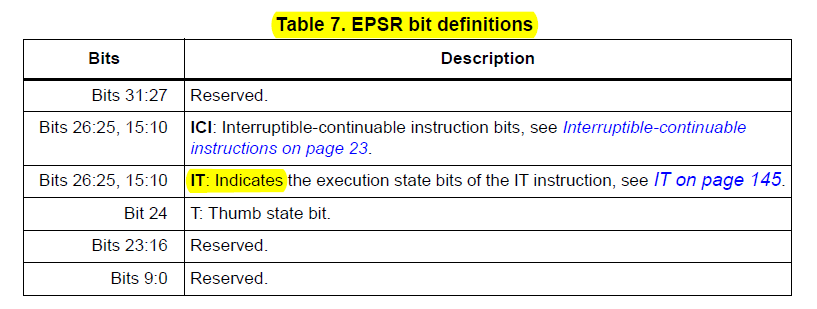 Table 7. EPSR bit definitions
Bits Description
Bits 31:27 Reserved.
Bits 26:25, 15:10 ICI: Interruptible-continuable instruction bits, see Interruptible-continuable
instructions on page 23.
Bits 26:25, 15:10 IT: Indicates the execution state bits of the IT instruction, see IT on page 145.
Bit 24 T: Thumb state bit.
Bits 23:16 Reserved.
Bits 9:0 Reserved.